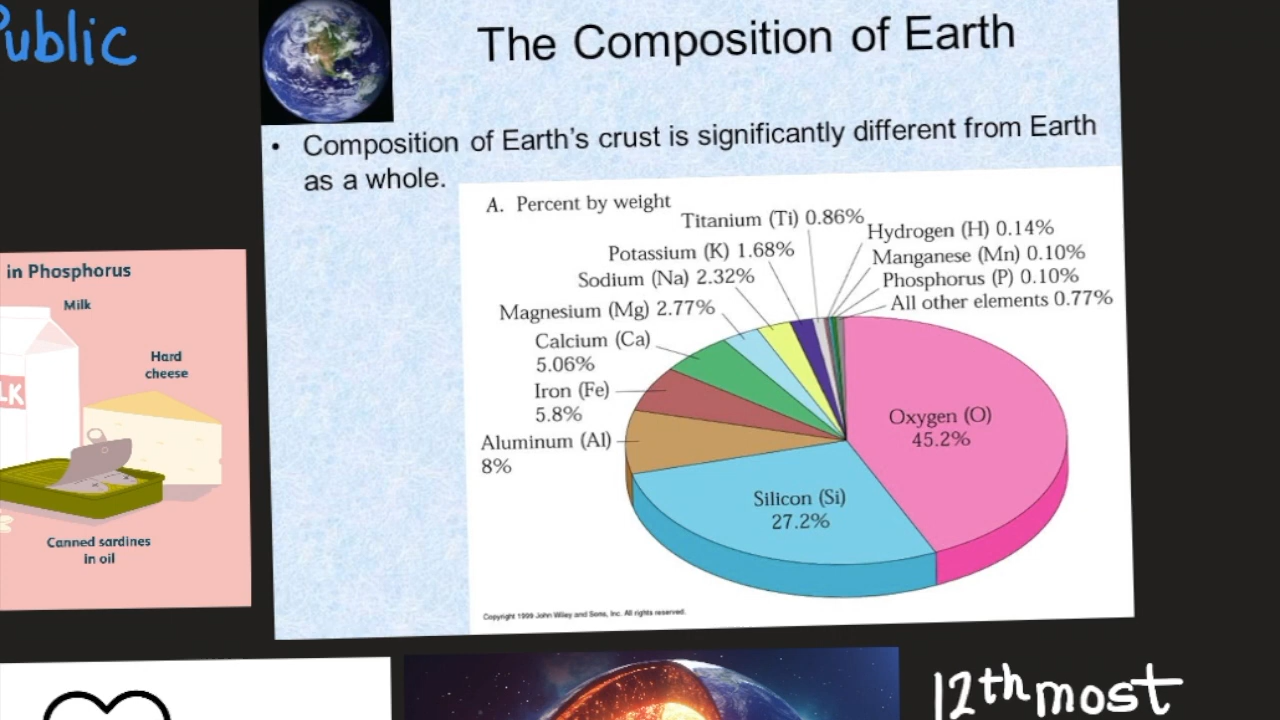 Public
The Composition of Earth
• Composition of Earth's crust is significantly different from Earth
as a whole.
A. Percent by weight
Titanium (Ti) 0.86%
Hydrogen (H) 0.14%
Potassium (K) 1.68%
Manganese (Mn) 0.10%
Sodium (Na) 2.32%
Phosphorus (P) 0.10%
Magnesium (Mg) 2.77%
All other elements 0.77%
Calcium (Ca)
5.06%
Iron (Fe)
5.8%
Aluminum (Al)
8%
Oxygen (O)
45.2%
Silicon (Si)
27.2%
Copyright 1999 John Wiley and Sons, Inc. All rights reserved.
in Phosphorus
Milk
Hard
cheese
LK
Canned sardines
in oil
12th most